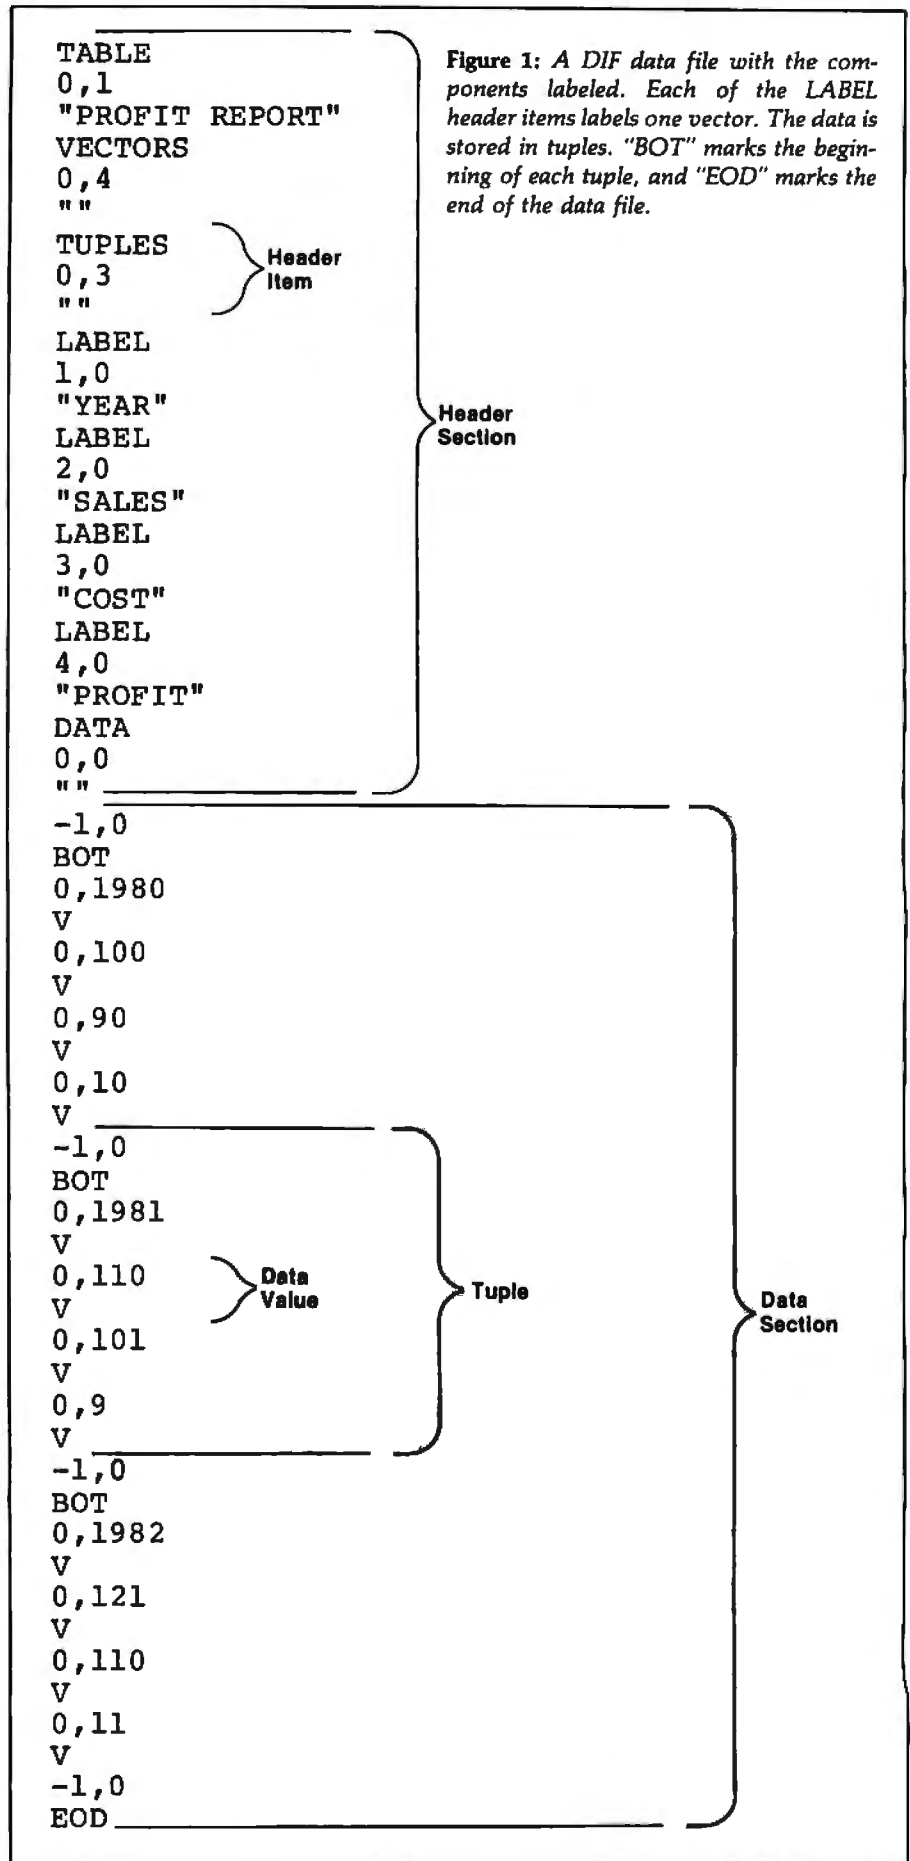 TABLE
0,1
"PROFIT REPORT"
VECTORS
0,4
""
TUPLES
0,3
""
LABEL
1,0
"YEAR"
LABEL
2,0
"SALES"
LABEL
3,0
"COST"
LABEL
4,0
"PROFIT"
DATA
0,0
""
-1,0
BOT
0,1980
V
0,100
V
0,90
V
0,10
V
-1,0
BOT
0,1981
V
0,110
V
0,101
V
0,9
V
-1,0
BOT
0,1982
V
0,121
V
0,110
V
0,11
V
-1,0
EOD
Header
Item
Header
Section
Data
Value
Tuple
Data
Section
Figure 1: A DIF data file with the com-
ponents labeled. Each of the LABEL
header items labels one vector. The data is
stored in tuples. "BOT" marks the begin-
ning of each tuple, and "EOD" marks the
end of the data file.